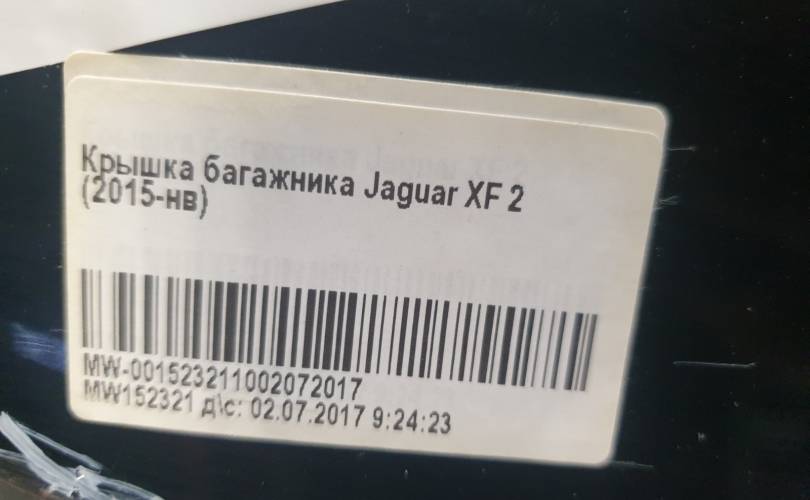 Крышка багажника Jaguar XF 2
(2015-нв)
MW-001523211002072017
MW152321 д\с: 02.07.2017 9:24:23